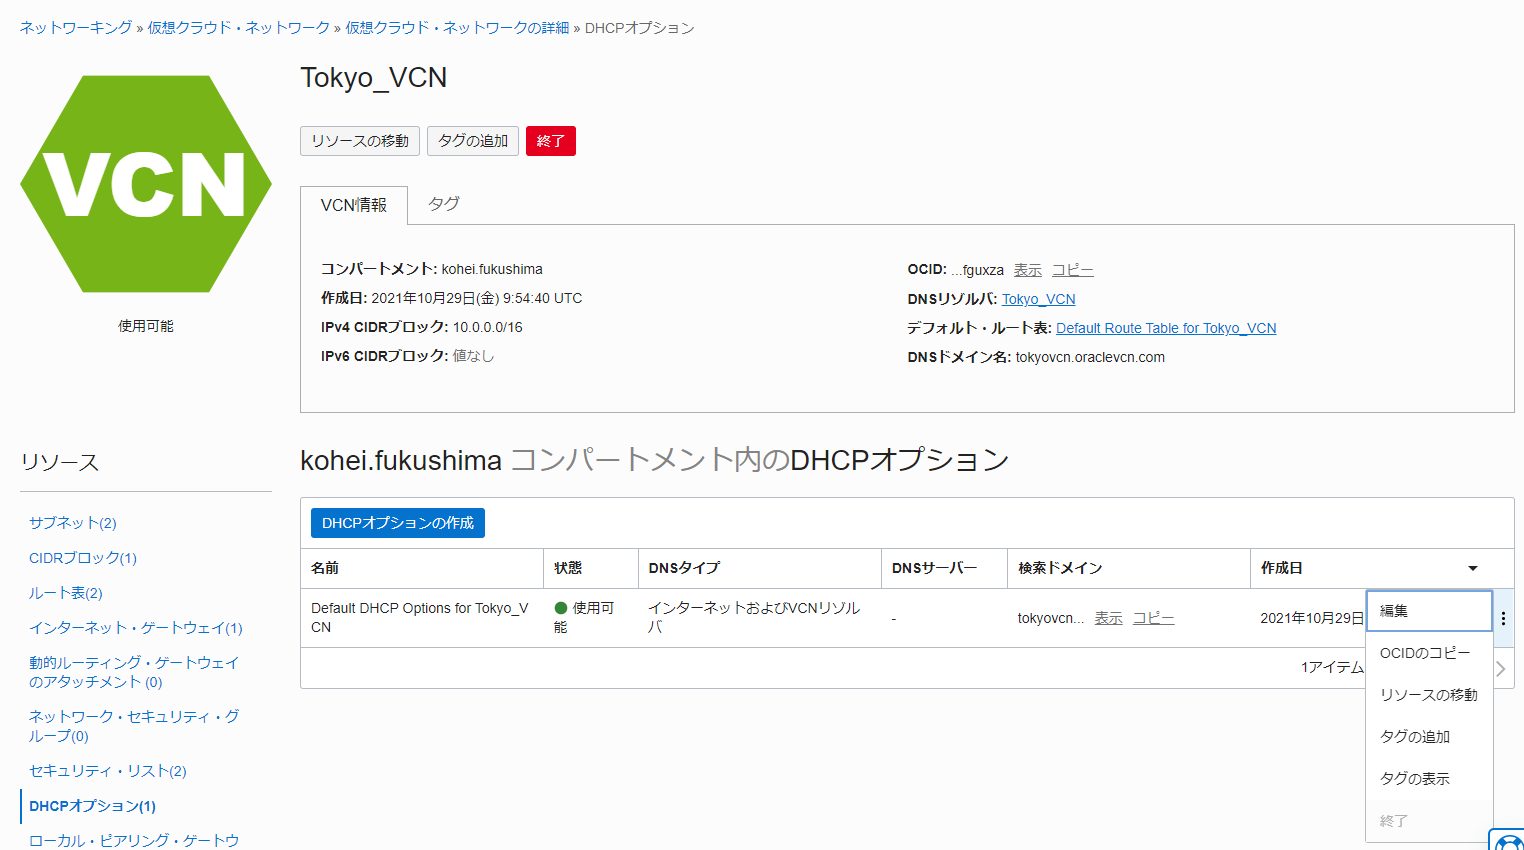 ネットワーキング » 仮想クラウド・ネットワーク » 仮想クラウド・ネットワークの詳細 » DHCPオプション
VCN
使用可能
Tokyo_VCN
リソースの移動 タグの追加 終了
VCN情報 タグ
コンパートメント: kohei.fukushima
作成日: 2021年10月29日(金) 9:54:40 UTC
IPv4 CIDRブロック: 10.0.0.0/16
IPv6 CIDRブロック: 値なし
OCID: ...fguxza 表示 コピー
DNSリゾルバ: Tokyo_VCN
デフォルト・ルート表: Default Route Table for Tokyo_VCN
DNSドメイン名: tokyovcn.oraclevcn.com
リソース
サブネット(2)
CIDRブロック(1)
ルート表(2)
インターネット・ゲートウェイ(1)
動的ルーティング・ゲートウェイ
のアタッチメント (0)
ネットワーク・セキュリティ・グ
ループ(0)
セキュリティ・リスト(2)
DHCPオプション(1)
ローカル・ピアリング・ゲートウ
kohei.fukushima コンパートメント内のDHCPオプション
DHCPオプションの作成
名前 状態 DNSタイプ DNSサーバー 検索ドメイン 作成日
Default DHCP Options for Tokyo_V
CN
使用可
能
インターネットおよびVCNリゾル
バ
-
tokyovcn... 表示 コピー
2021年10月29日
1アイテム
編集
OCIDのコピー
リソースの移動
タグの追加
タグの表示
終了